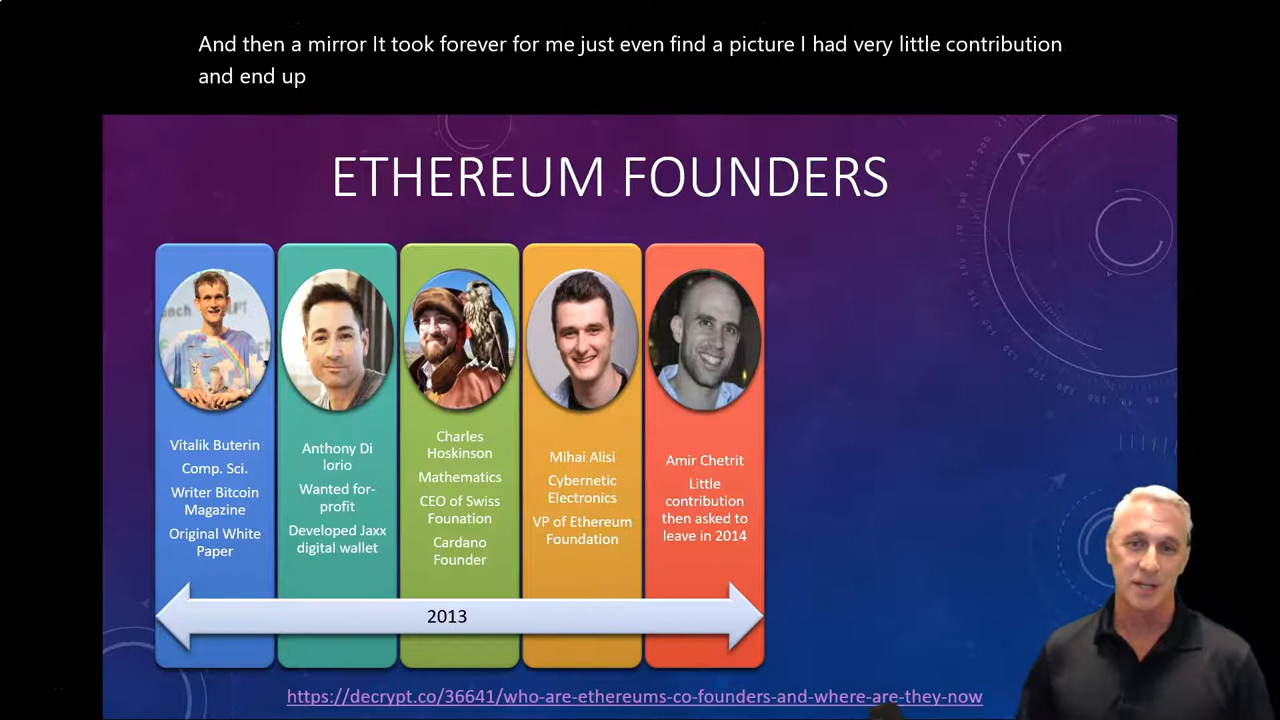 And then a mirror It took forever for me just even find a picture I had very little contribution
and end up
ETHEREUM FOUNDERS
Vitalik Buterin
Comp. Sci.
Writer Bitcoin
Magazine
Original White
Paper
Anthony Di
Iorio
Wanted for-
profit
Developed Jaxx
digital wallet
Charles
Hoskinson
Mathematics
CEO of Swiss
Founation
Cardano
Founder
Mihai Alisi
Cybernetic
Electronics
VP of Ethereum
Foundation
Amir Chetrit
Little
contribution
then asked to
leave in 2014
2013
https://decrypt.co/36641/who-are-ethereums-co-founders-and-where-are-they-now